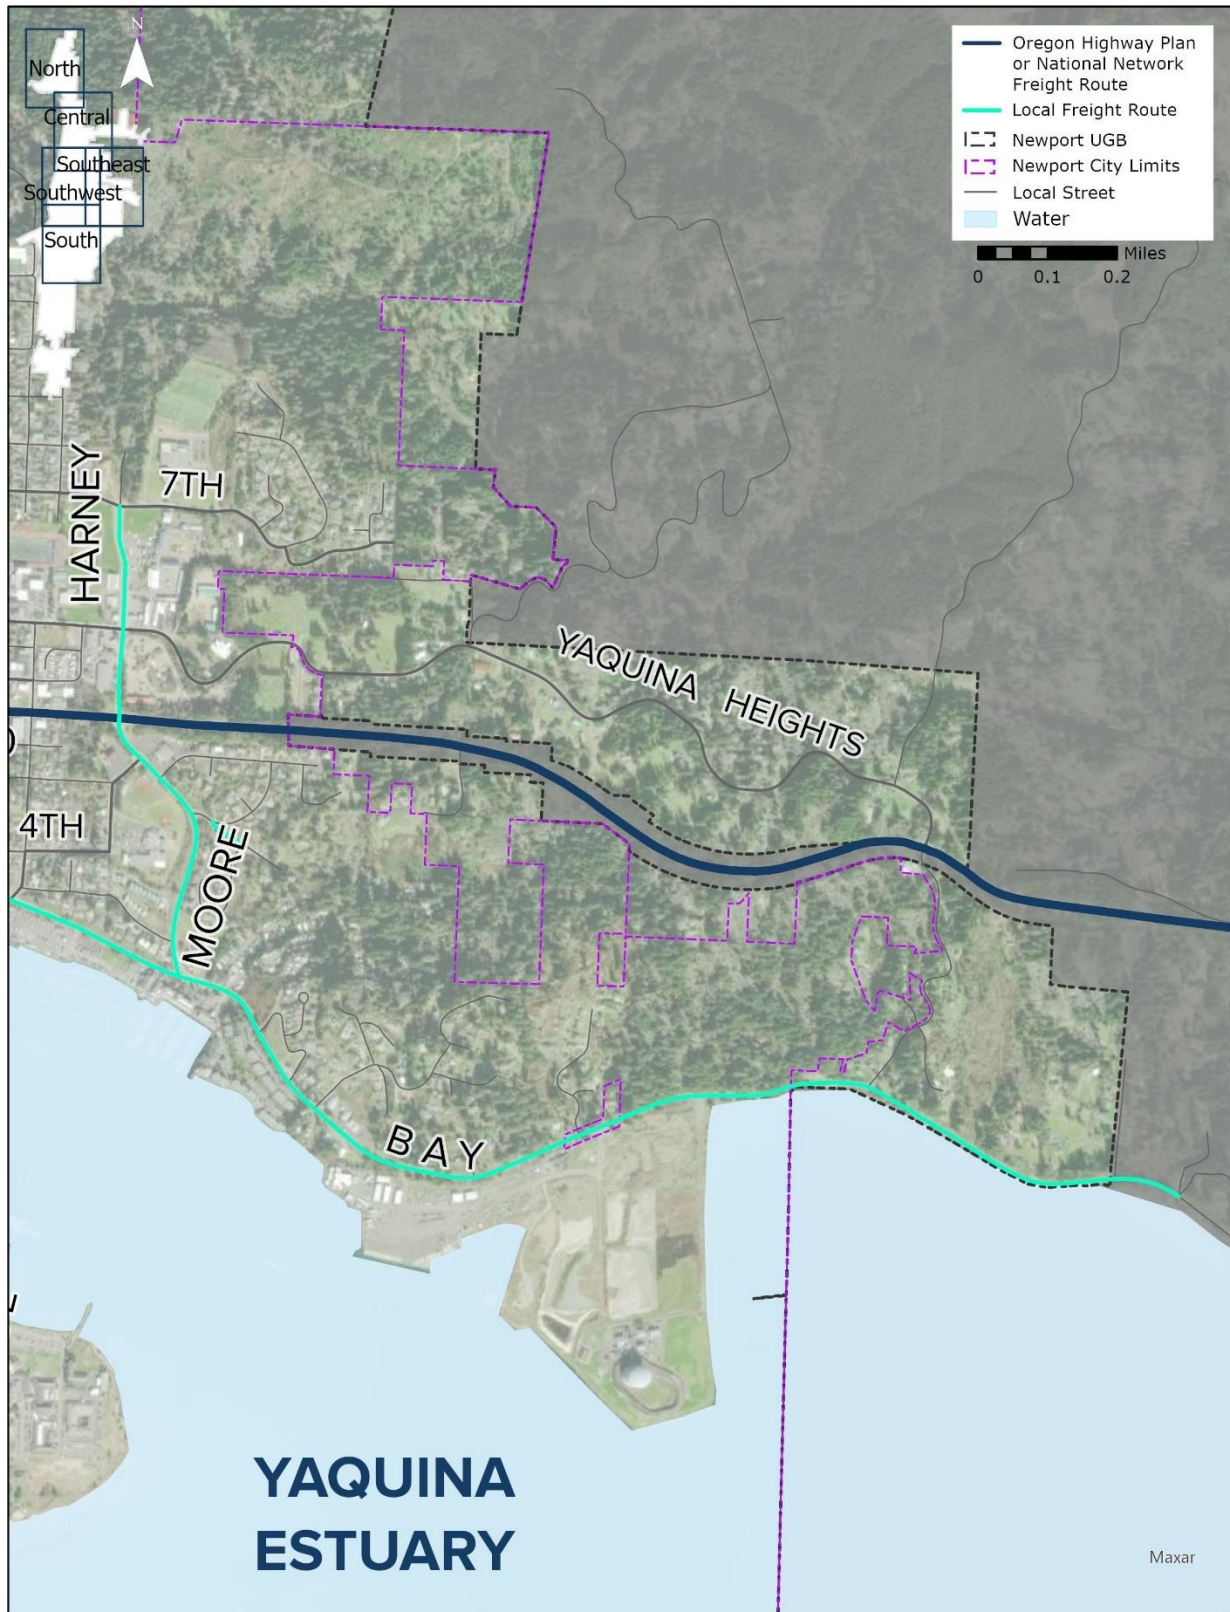 N
North
Central
Southeast
Southwest
South
Oregon Highway Plan
or National Network
Freight Route
Local Freight Route
Newport UGB
Newport City Limits
Local Street
Water
Miles
0 0.1 0.2
HARNEY
7TH
YAQUINA HEIGHTS
4TH
MOORE
BAY
YAQUINA
ESTUARY
Maxar